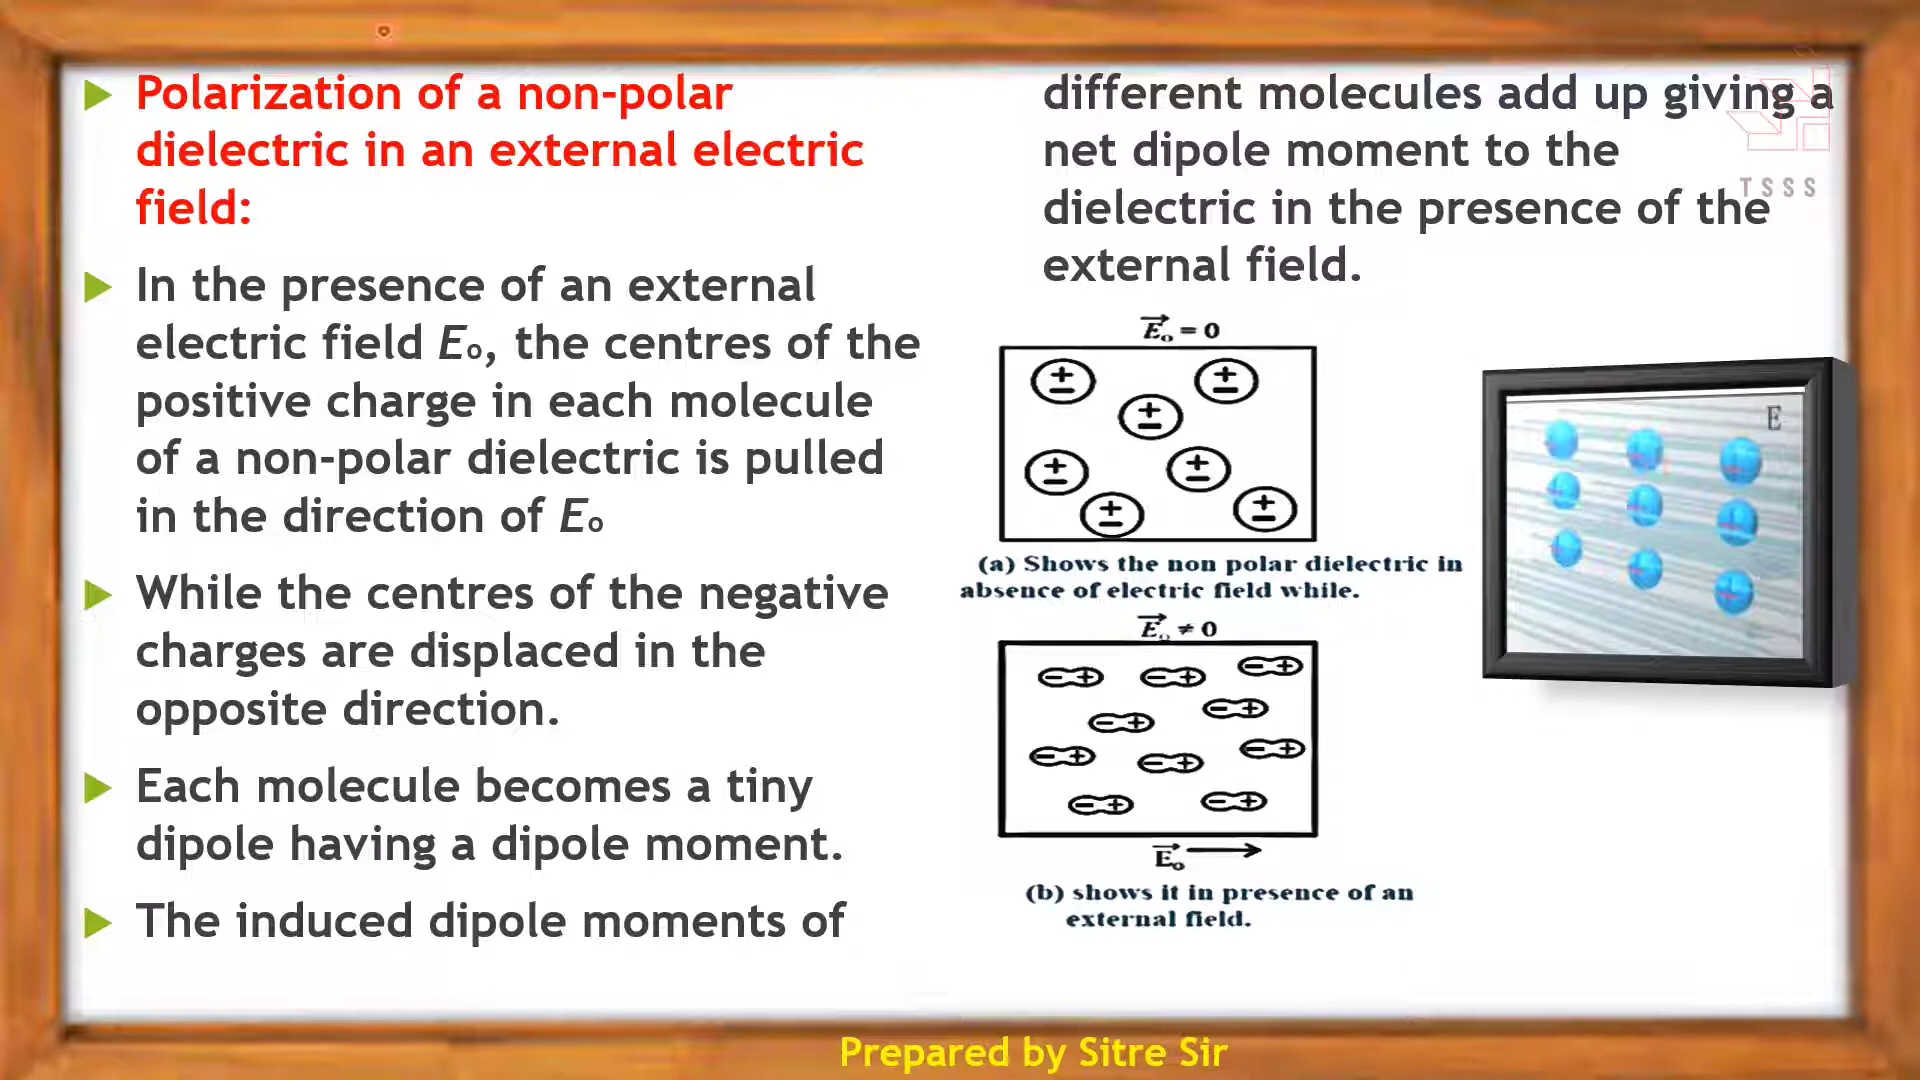 Polarization of a non-polar
dielectric in an external electric
field:
In the presence of an external
electric field Eo, the centres of the
positive charge in each molecule
of a non-polar dielectric is pulled
in the direction of Eo
While the centres of the negative
charges are displaced in the
opposite direction.
Each molecule becomes a tiny
dipole having a dipole moment.
The induced dipole moments of
different molecules add up giving a
net dipole moment to the
dielectric in the presence of the
external field.
TSSS
Eo = 0
(a) Shows the non polar dielectric in
absence of electric field while.
Eo ≠ 0
Eo
(b) shows it in presence of an
external field.
E
Prepared by Sitre Sir